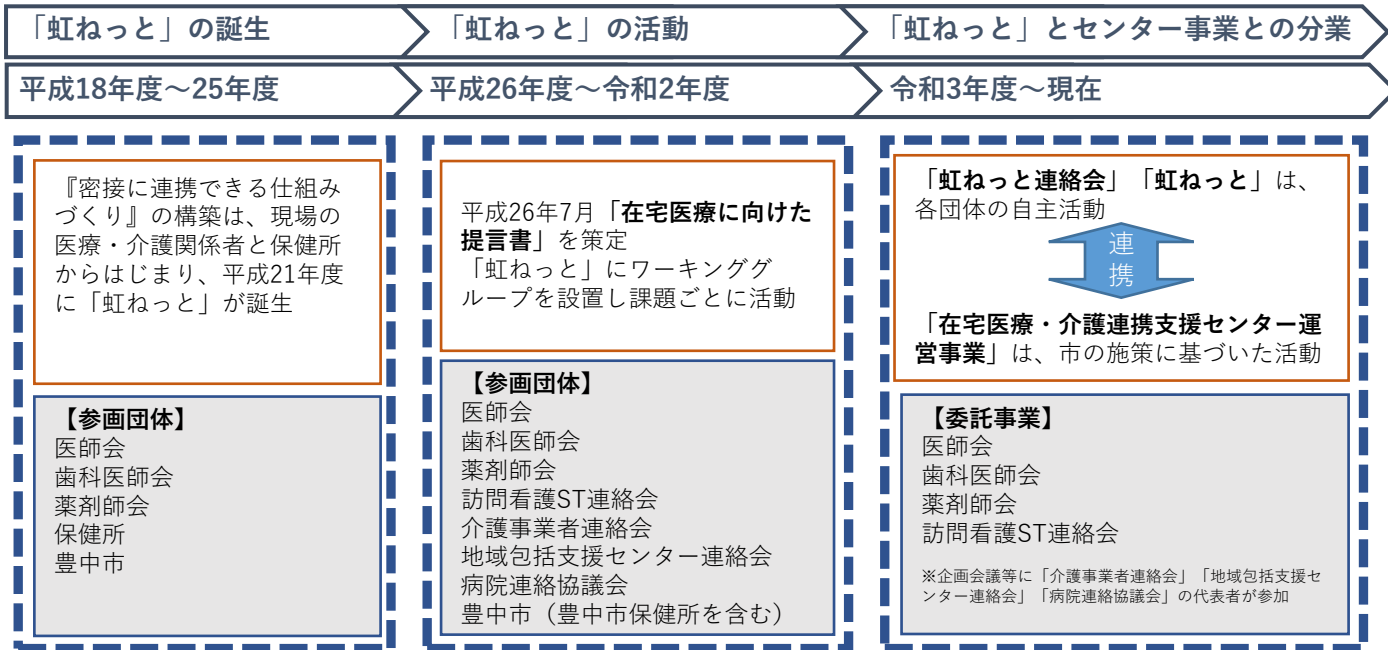 「虹ねっと」の誕生
「虹ねっと」の活動
「虹ねっと」とセンター事業との分業
平成18年度～25年度
平成26年度～令和2年度
令和3年度～現在
『密接に連携できる仕組み
づくり』の構築は、現場の
医療・介護関係者と保健所
からはじまり、平成21年度
に「虹ねっと」が誕生
【参画団体】
医師会
歯科医師会
薬剤師会
保健所
豊中市
平成26年7月「在宅医療に向けた
提言書」を策定
「虹ねっと」にワーキンググ
ループを設置し課題ごとに活動
【参画団体】
医師会
歯科医師会
薬剤師会
訪問看護ST連絡会
介護事業者連絡会
地域包括支援センター連絡会
病院連絡協議会
豊中市（豊中市保健所を含む）
「虹ねっと連絡会」「虹ねっと」は、
各団体の自主活動
連
携
「在宅医療・介護連携支援センター運
営事業」は、市の施策に基づいた活動
【委託事業】
医師会
歯科医師会
薬剤師会
訪問看護ST連絡会
※企画会議等に「介護事業者連絡会」「地域包括支援セ
ンター連絡会」「病院連絡協議会」の代表者が参加